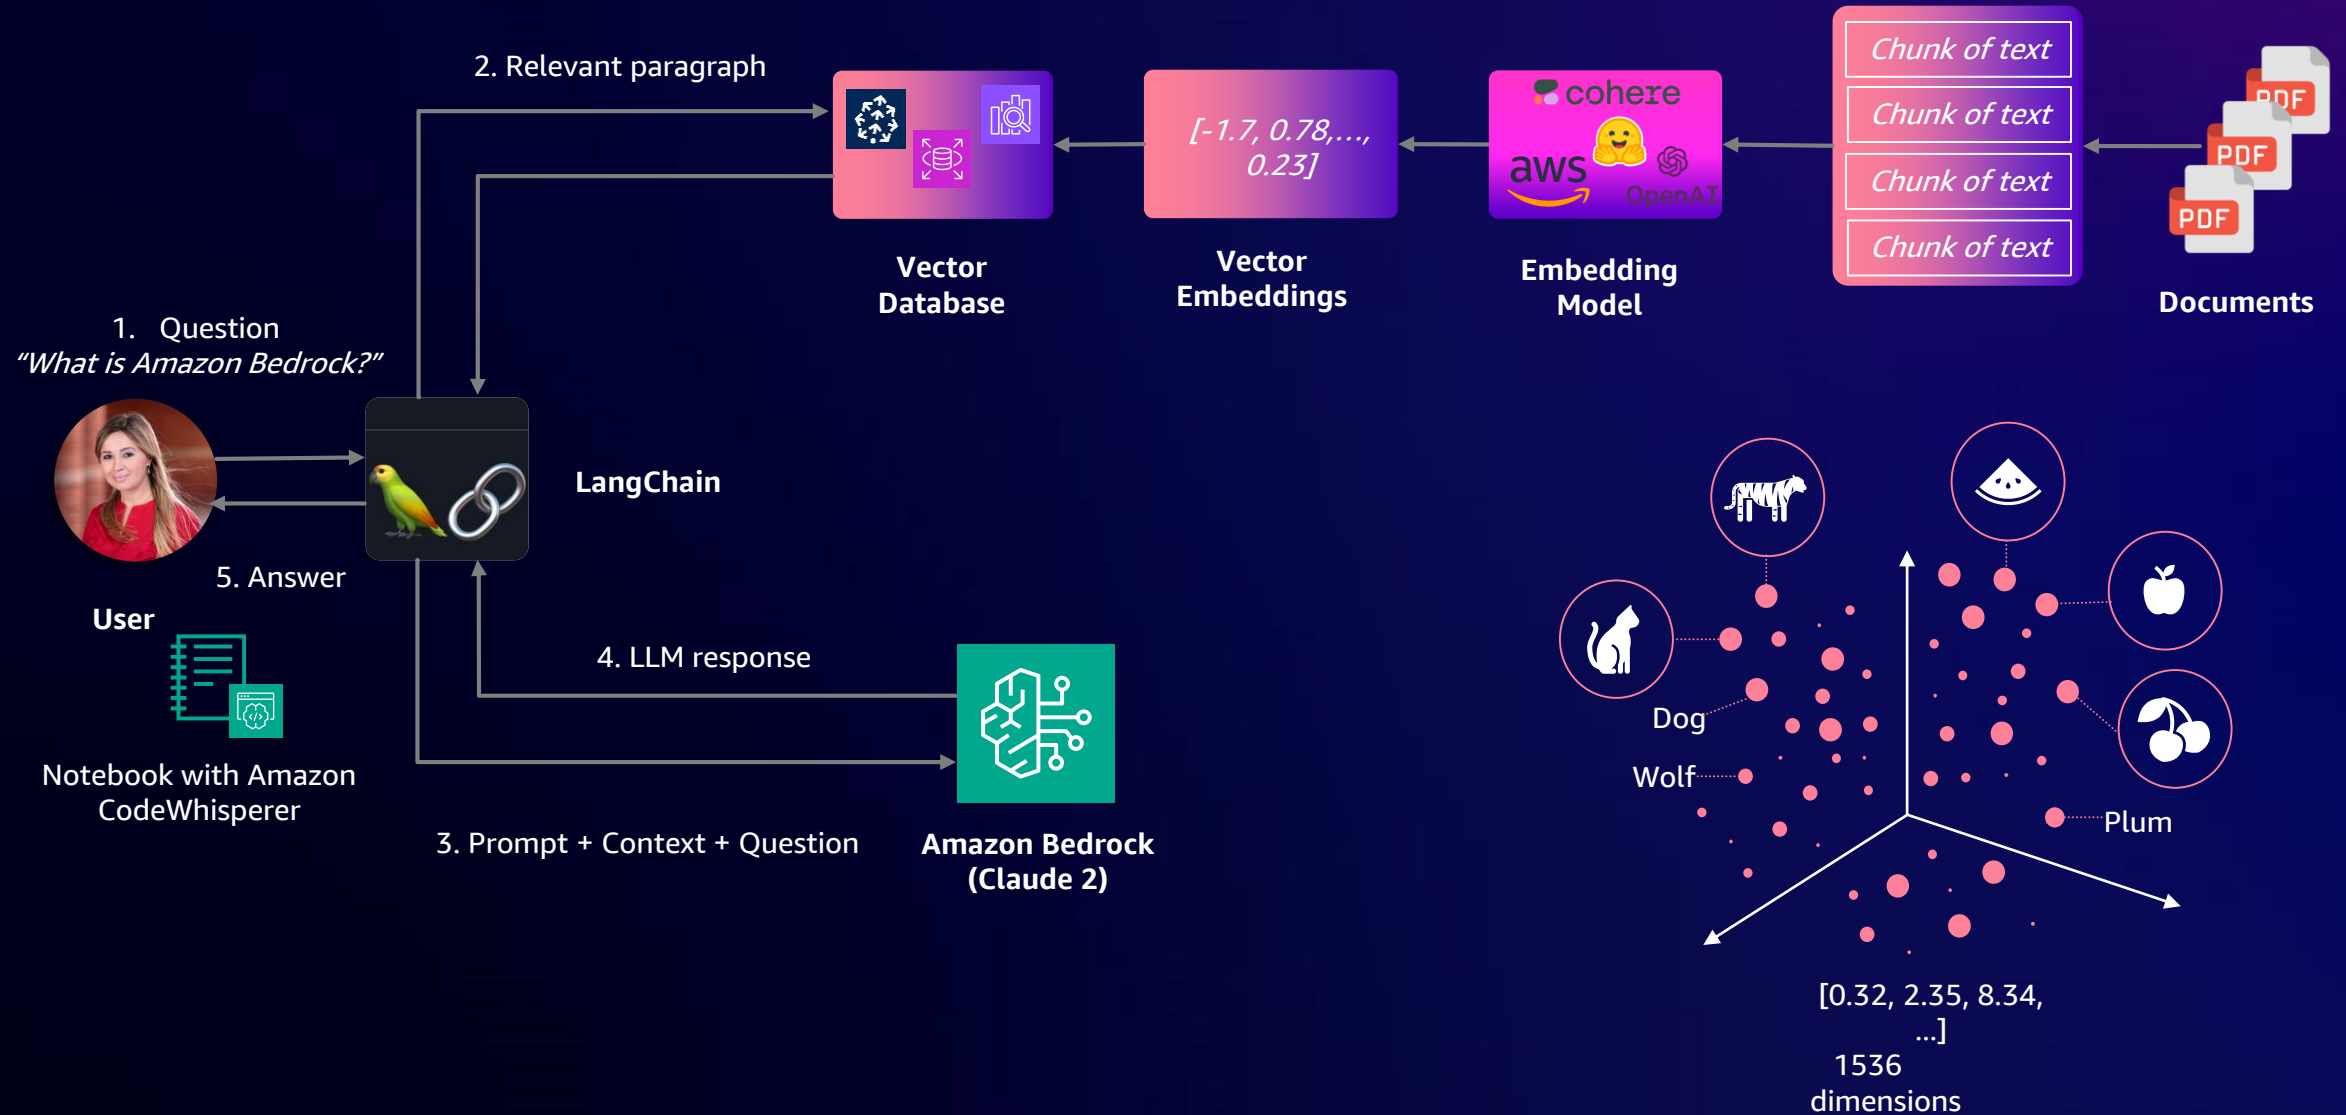 2. Relevant paragraph
Chunk of text
Chunk of text
Chunk of text
Chunk of text
cohere
aws
OpenAI
[-1.7, 0.78,...,
0.23]
PDF
PDF
PDF
Vector
Database
Vector
Embeddings
Embedding
Model
Documents
1. Question
“What is Amazon Bedrock?”
LangChain
5. Answer
User
4. LLM response
Notebook with Amazon
CodeWhisperer
3. Prompt + Context + Question
Amazon Bedrock
(Claude 2)
Dog
Wolf
Plum
[0.32, 2.35, 8.34,
...]
1536
dimensions